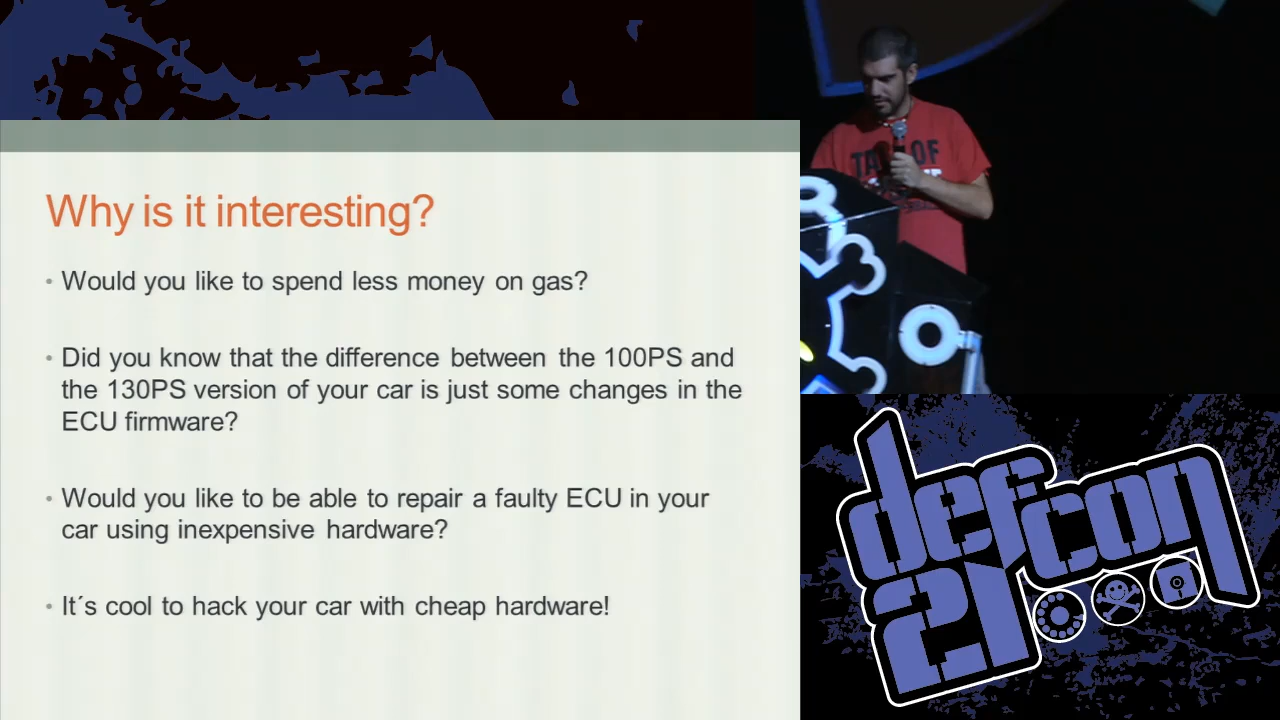 Why is it interesting?
• Would you like to spend less money on gas?
• Did you know that the difference between the 100PS and
the 130PS version of your car is just some changes in the
ECU firmware?
• Would you like to be able to repair a faulty ECU in your
car using inexpensive hardware?
• It´s cool to hack your car with cheap hardware!
OF
defcon
21